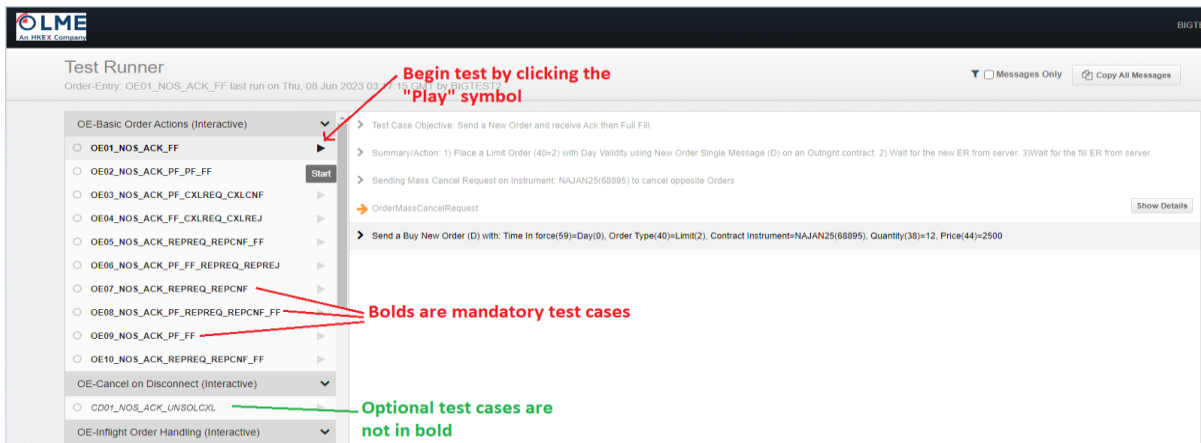 LME
An HKEX Company
BIGTE
Test Runner
Order-Entry: OE01_NOS_ACK_FF last run on Thu, 08 Jun 2023 03:17:15 GMT by BIGTEST2
Begin test by clicking the
"Play" symbol
Messages Only
Copy All Messages
OE-Basic Order Actions (Interactive)
OE01_NOS_ACK_FF
OE02_NOS_ACK_PF_PF_FF
Start
OE03_NOS_ACK_PF_CXLREQ_CXLCNF
OE04_NOS_ACK_FF_CXLREQ_CXLREJ
OE05_NOS_ACK_REPREQ_REPCNF_FF
OE06_NOS_ACK_PF_FF_REPREQ_REPREJ
OE07_NOS_ACK_REPREQ_REPCNF
OE08_NOS_ACK_PF_REPREQ_REPCNF_FF
OE09_NOS_ACK_PF_FF
OE10_NOS_ACK_REPREQ_REPCNF_FF
OE-Cancel on Disconnect (Interactive)
CD01_NOS_ACK_UNSOLCXL
OE-Inflight Order Handling (Interactive)
Test Case Objective: Send a New Order and receive Ack then Full Fill.
Summary/Action: 1) Place a Limit Order (40=2) with Day Validity using New Order Single Message (D) on an Outright contract. 2) Wait for the new ER from server. 3)Wait for the fill ER from server.
Sending Mass Cancel Request on Instrument: NAJAN25(68895) to cancel opposite Orders
OrderMassCancelRequest
Show Details
Send a Buy New Order (D) with: Time In force(59)=Day(0), Order Type(40)=Limit(2), Contract Instrument=NAJAN25(68895), Quantity(38)=12, Price(44)=2500
Bolds are mandatory test cases
Optional test cases are
not in bold